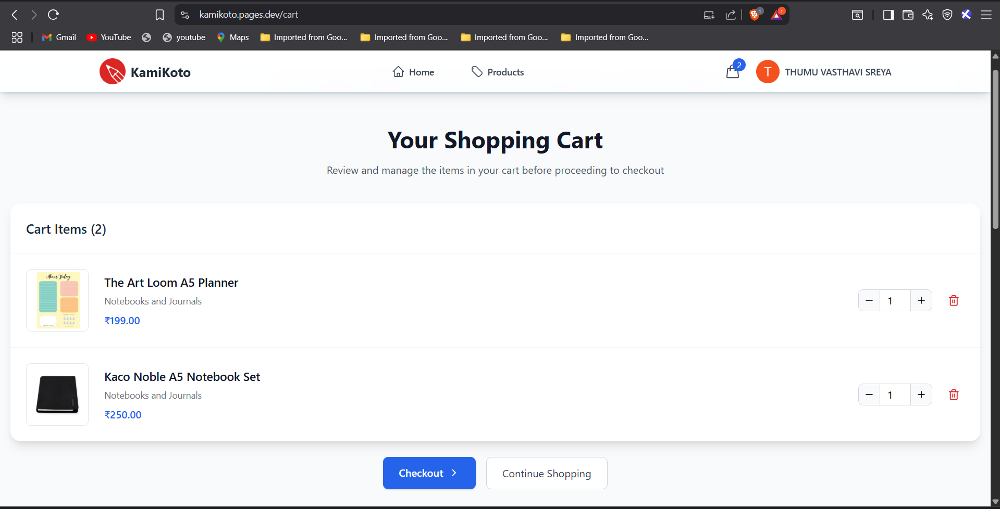 kamikoto.pages.dev/cart
1
1
Gmail
YouTube
youtube
Maps
Imported from Goo...
Imported from Goo...
Imported from Goo...
Imported from Goo...
KamiKoto
Home
Products
2
T
THUMU VASTHAVI SREYA
Your Shopping Cart
Review and manage the items in your cart before proceeding to checkout
Cart Items (2)
About Today
The Art Loom A5 Planner
Notebooks and Journals
₹199.00
1
Kaco Noble A5 Notebook Set
Notebooks and Journals
₹250.00
1
Checkout
Continue Shopping